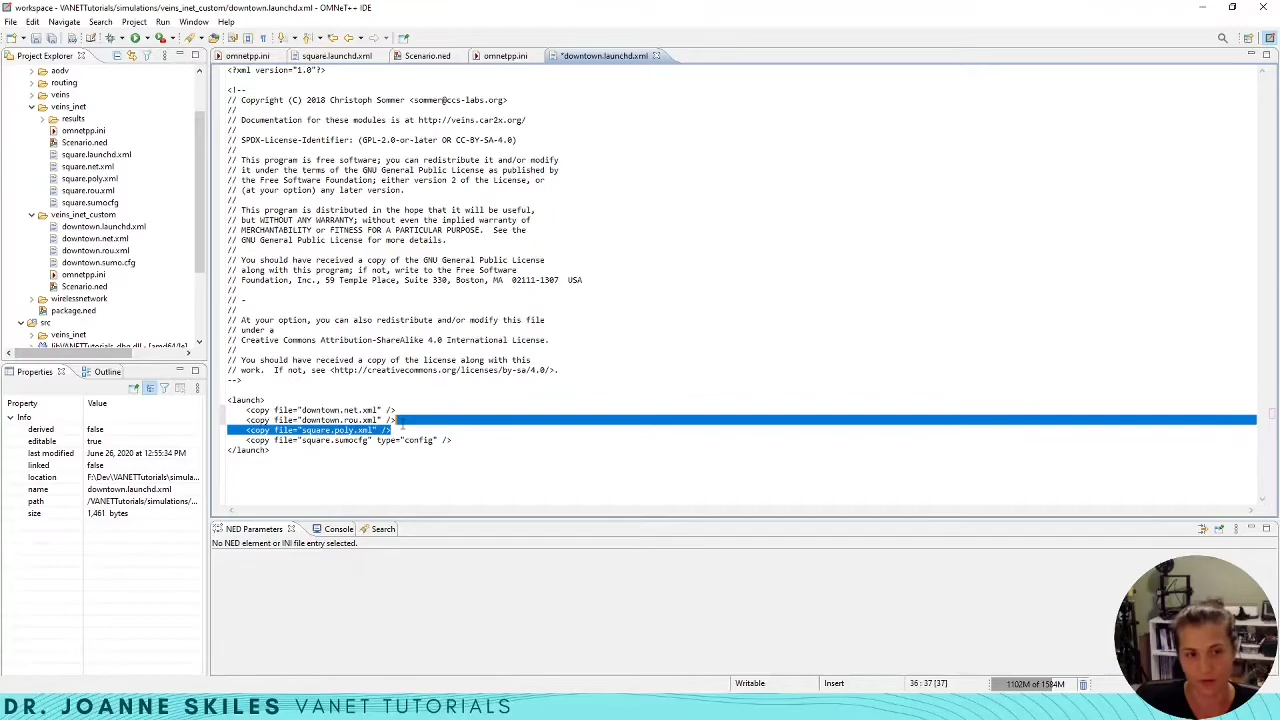 workspace - VANETTutorials/simulations/veins_inet_custom/downtown.launchd.xml - OMNeT++ IDE
File Edit Navigate Search Project Run Window Help
Project Explorer
omnetpp.ini square.launchd.xml Scenario.ned omnetpp.ini *downtown.launchd.xml
aodv
routing
veins
veins_inet
results
omnetpp.ini
Scenario.ned
square.launchd.xml
square.net.xml
square.poly.xml
square.rou.xml
square.sumocfg
veins_inet_custom
downtown.launchd.xml
downtown.net.xml
downtown.rou.xml
downtown.sumo.cfg
omnetpp.ini
Scenario.ned
wirelessnetwork
package.ned
src
veins_inet
libVANETTutorials_dbg.dll - [amd64/le]
<?xml version="1.0"?>
<!--
// Copyright (C) 2018 Christoph Sommer <sommer@ccs-labs.org>
//
// Documentation for these modules is at http://veins.car2x.org/
//
// SPDX-License-Identifier: (GPL-2.0-or-later OR CC-BY-SA-4.0)
//
// This program is free software; you can redistribute it and/or modify
// it under the terms of the GNU General Public License as published by
// the Free Software Foundation; either version 2 of the License, or
// (at your option) any later version.
//
// This program is distributed in the hope that it will be useful,
// but WITHOUT ANY WARRANTY; without even the implied warranty of
// MERCHANTABILITY or FITNESS FOR A PARTICULAR PURPOSE.  See the
// GNU General Public License for more details.
//
// You should have received a copy of the GNU General Public License
// along with this program; if not, write to the Free Software
// Foundation, Inc., 59 Temple Place, Suite 330, Boston, MA  02111-1307  USA
//
// -
//
// At your option, you can also redistribute and/or modify this file
// under a
// Creative Commons Attribution-ShareAlike 4.0 International License.
//
// You should have received a copy of the license along with this
// work.  If not, see <http://creativecommons.org/licenses/by-sa/4.0/>.
-->
<launch>
<copy file="downtown.net.xml" />
<copy file="downtown.rou.xml" />
<copy file="square.poly.xml" />
<copy file="square.sumocfg" type="config" />
</launch>
Properties Outline
Property Value
Info
derived false
editable true
last modified June 26, 2020 at 12:55:34 PM
linked false
location F:\Dev\VANETTutorials\simula...
name downtown.launchd.xml
path /VANETTutorials/simulations/...
size 1,461 bytes
NED Parameters Console Search
No NED element or INI file entry selected.
Writable Insert 36 : 37 [37] 1102M of 1584M
DR. JOANNE SKILES VANET TUTORIALS